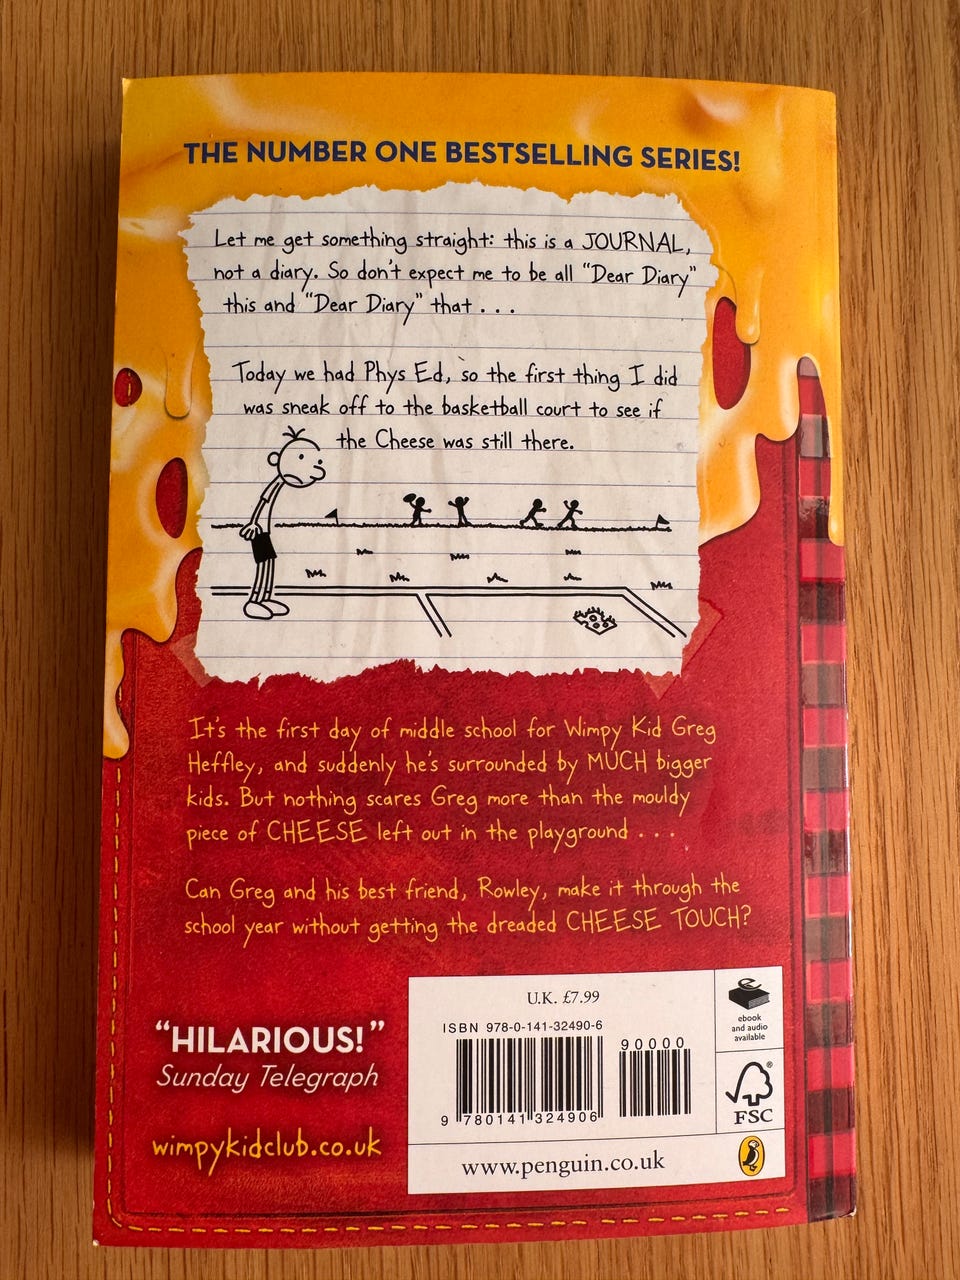 THE NUMBER ONE BESTSELLING SERIES!
Let me get something straight: this is a JOURNAL,
not a diary. So don't expect me to be all "Dear Diary"
this and "Dear Diary" that . . .
Today we had Phys Ed, so the first thing I did
was sneak off to the basketball court to see if
the Cheese was still there.
It's the first day of middle school for Wimpy Kid Greg
Heffley, and suddenly he's surrounded by MUCH bigger
kids. But nothing scares Greg more than the mouldy
piece of CHEESE left out in the playground . . .
Can Greg and his best friend, Rowley, make it through the
school year without getting the dreaded CHEESE TOUCH?
“HILARIOUS!”
Sunday Telegraph
wimpykidclub.co.uk
U.K. £7.99
ISBN 978-0-141-32490-6
90000
9 780141 324906
www.penguin.co.uk
e
ebook
and audio
available
®
FSC